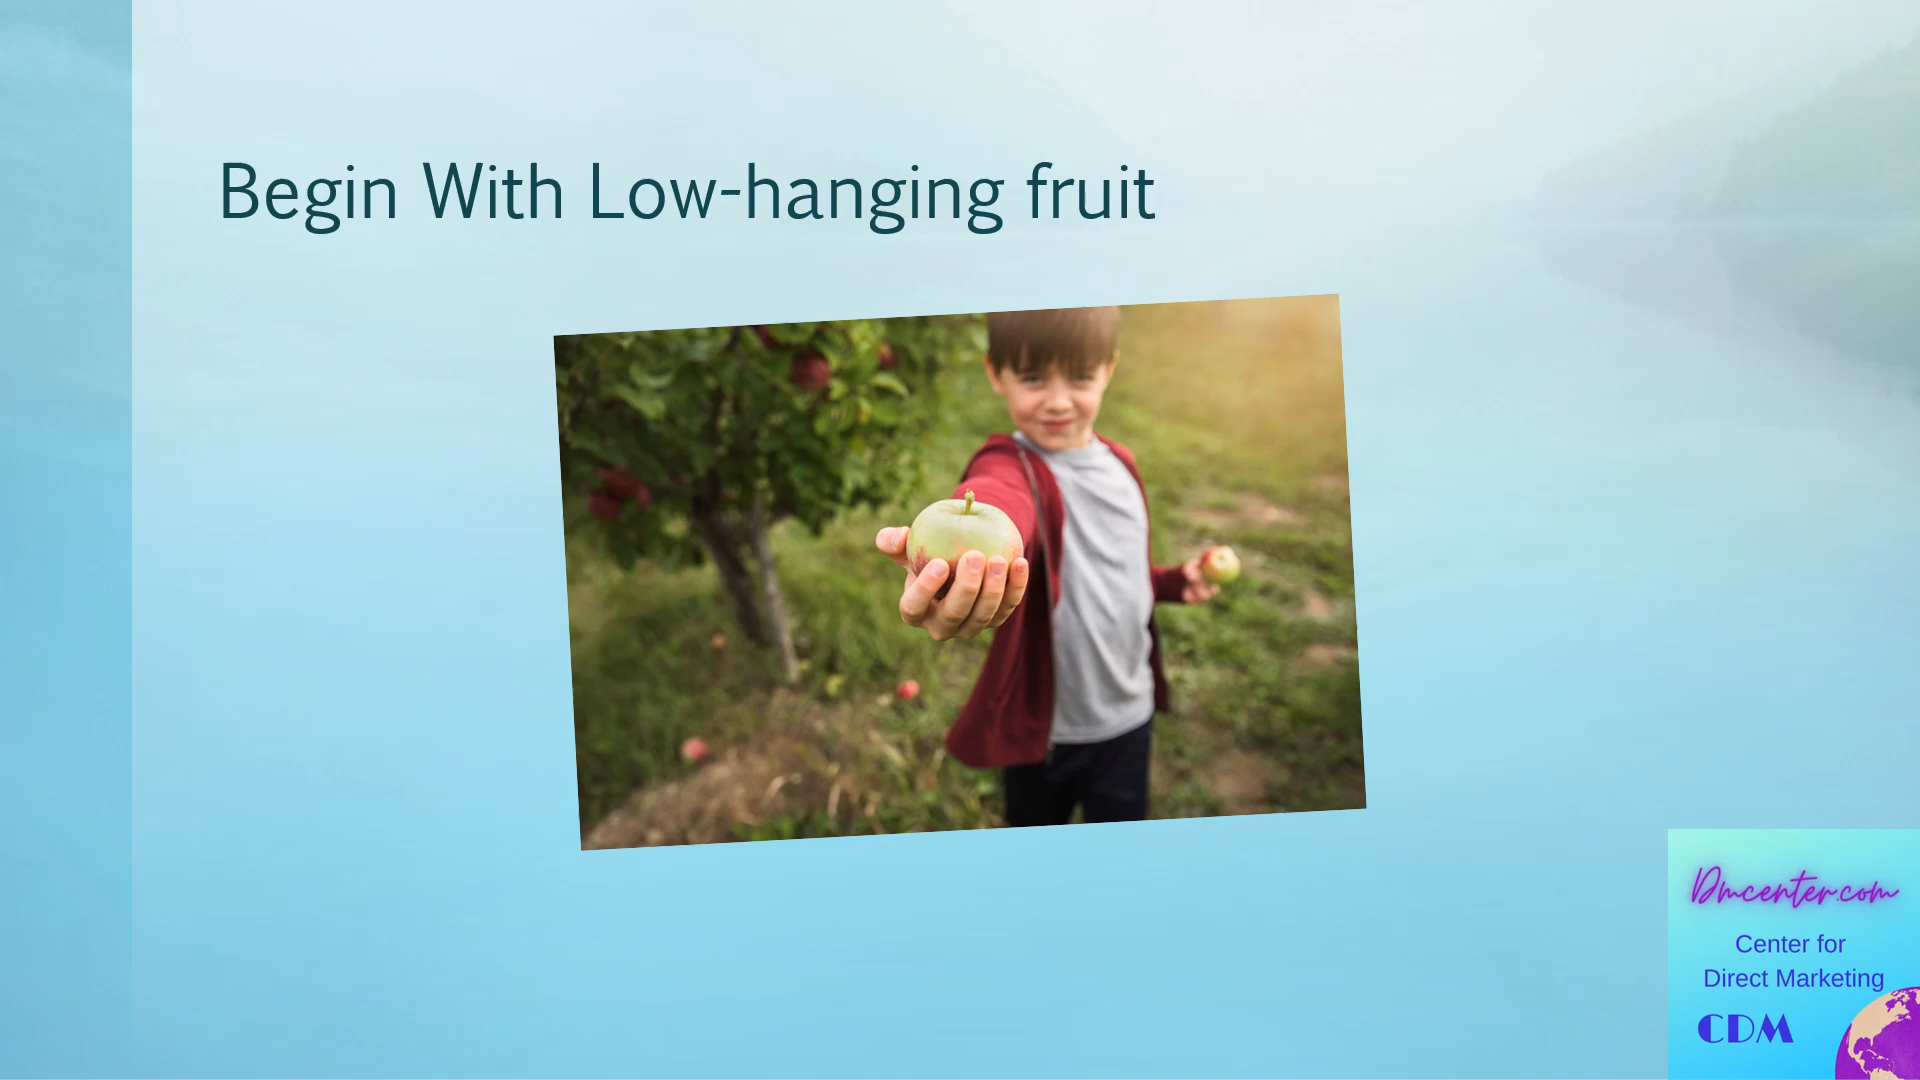 Begin With Low-hanging fruit
Dmcenter.com
Center for
Direct Marketing
CDM